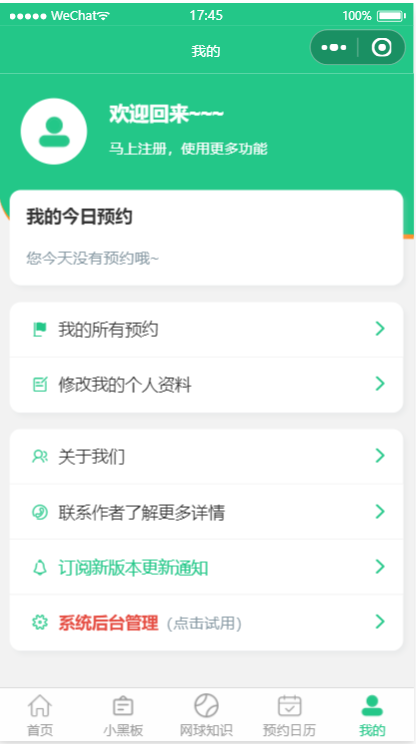 WeChat
17:45
100%
我的
欢迎回来~~~
马上注册，使用更多功能
我的今日预约
您今天没有预约哦~
我的所有预约
修改我的个人资料
关于我们
联系作者了解更多详情
订阅新版本更新通知
系统后台管理（点击试用）
首页 小黑板 网球知识 预约日历 我的